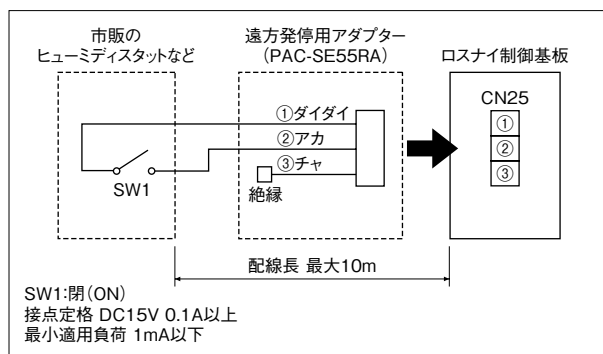 市販の
ヒューミディスタットなど
遠方発停用アダプター
（PAC-SE55RA）
ロスナイ制御基板
CN25
①ダイダイ
②アカ
③チャ
絶縁
SW1
①
②
③
配線長 最大10m
SW1:閉（ON）
接点定格 DC15V 0.1A以上
最小適用負荷 1mA以下